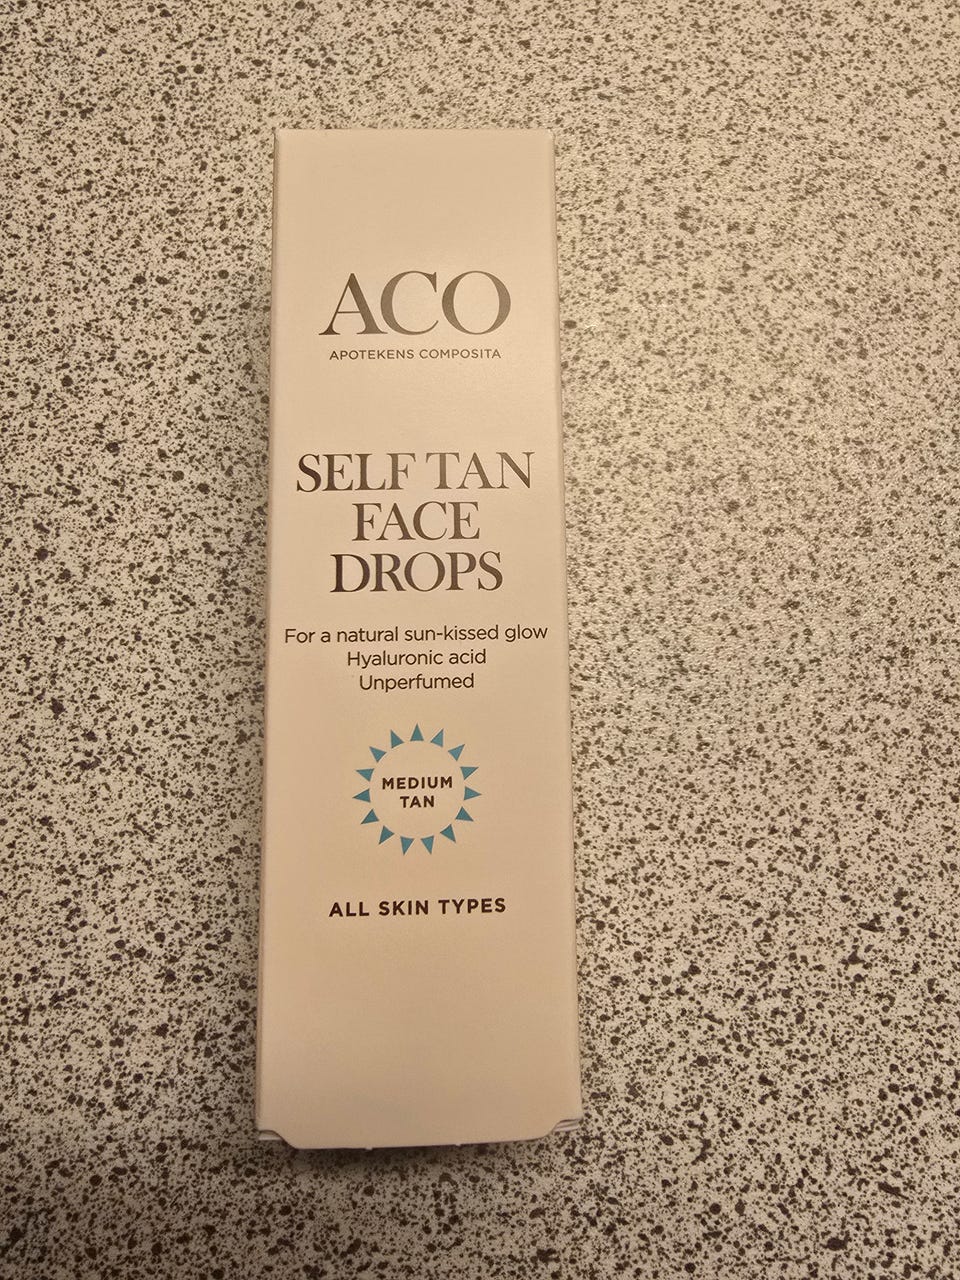 ACO
APOTEKENS COMPOSITA
SELF TAN
FACE
DROPS
For a natural sun-kissed glow
Hyaluronic acid
Unperfumed
MEDIUM
TAN
ALL SKIN TYPES